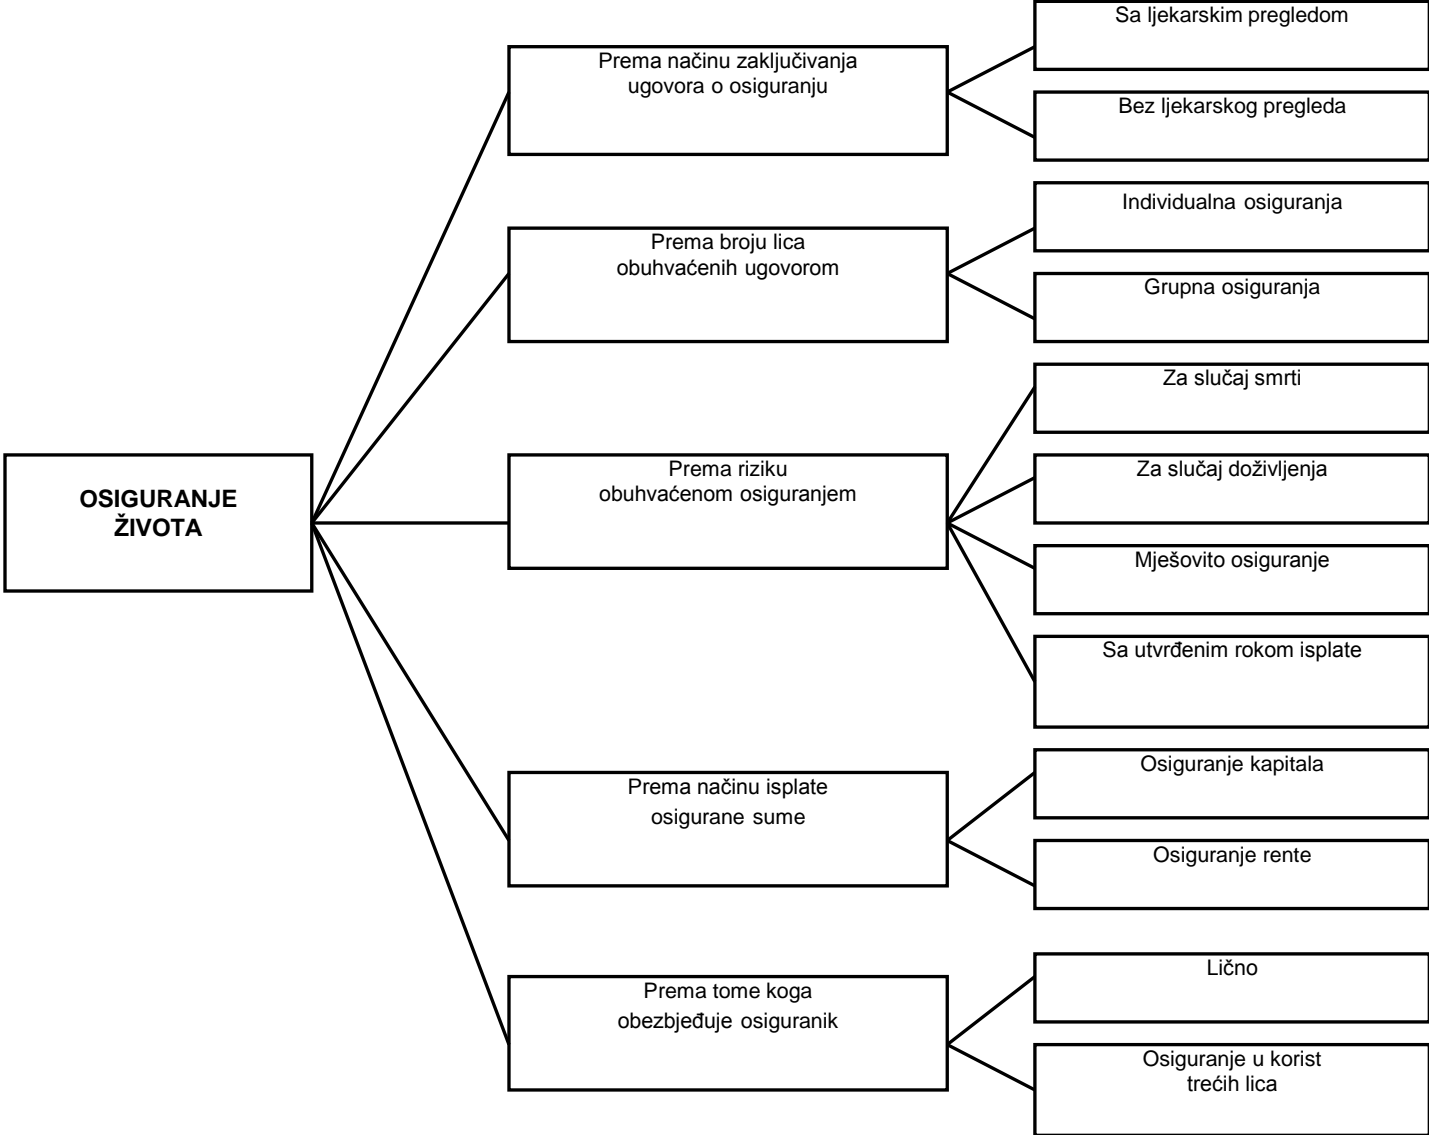 OSIGURANJE
ŽIVOTA
Prema načinu zaključivanja
ugovora o osiguranju
Sa ljekarskim pregledom
Bez ljekarskog pregleda
Prema broju lica
obuhvaćenih ugovorom
Individualna osiguranja
Grupna osiguranja
Prema riziku
obuhvaćenom osiguranjem
Za slučaj smrti
Za slučaj doživljenja
Mješovito osiguranje
Sa utvrđenim rokom isplate
Prema načinu isplate
osigurane sume
Osiguranje kapitala
Osiguranje rente
Prema tome koga
obezbjeđuje osiguranik
Lično
Osiguranje u korist
trećih lica